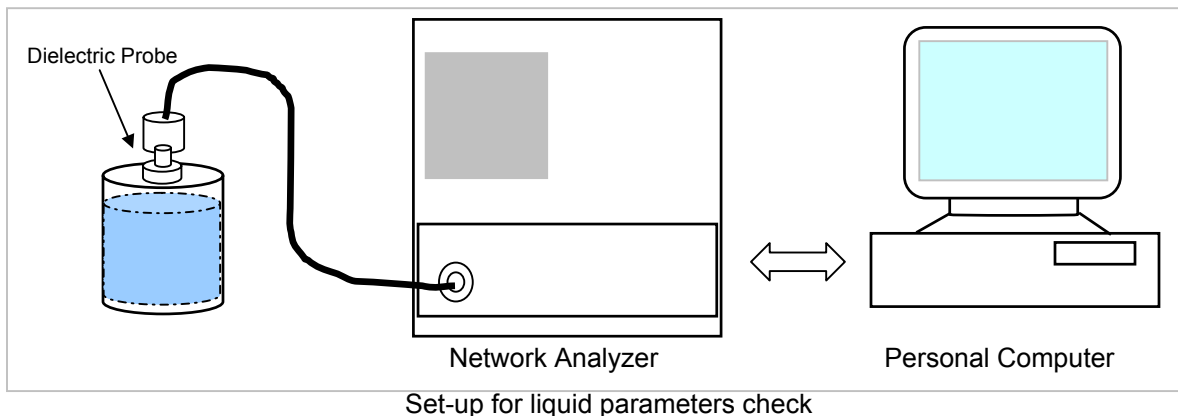 Dielectric Probe
Network Analyzer
Personal Computer
Set-up for liquid parameters check